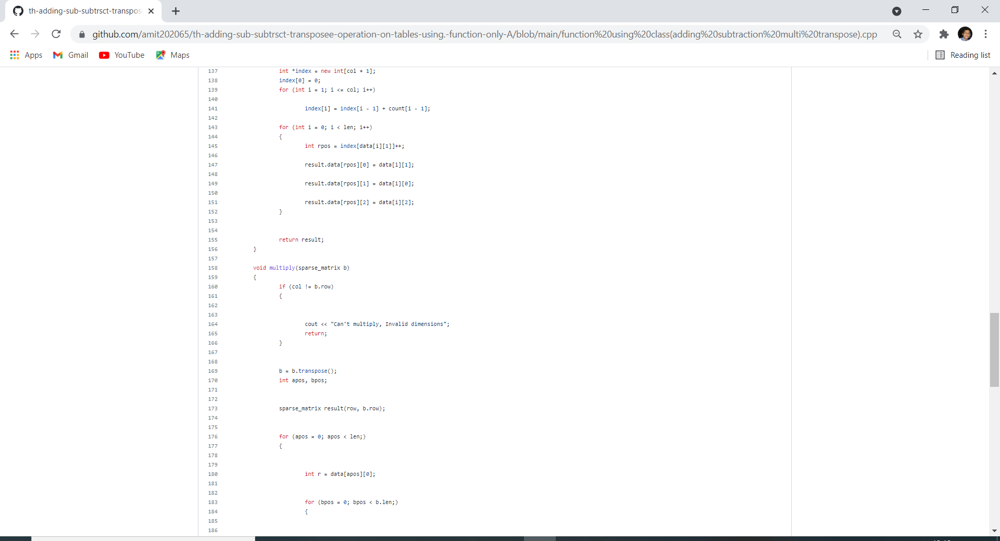 th-adding-sub-subtrsct-transpos
github.com/amit202065/th-adding-sub-subtrsct-transposee-operation-on-tables-using.-function-only-A/blob/main/function%20using%20class(adding%20subtraction%20multi%20transpose).cpp
Apps Gmail YouTube Maps Reading list
137 int *index = new int[col + 1];
138 index[0] = 0;
139 for (int i = 1; i <= col; i++)
140
141 index[i] = index[i - 1] + count[i - 1];
142
143 for (int i = 0; i < len; i++)
144 {
145 int rpos = index[data[i][1]]++;
146
147 result.data[rpos][0] = data[i][1];
148
149 result.data[rpos][1] = data[i][0];
150
151 result.data[rpos][2] = data[i][2];
152 }
153
154
155 return result;
156 }
157
158 void multiply(sparse_matrix b)
159 {
160 if (col != b.row)
161 {
162
163
164 cout << "Can't multiply, Invalid dimensions";
165 return;
166 }
167
168
169 b = b.transpose();
170 int apos, bpos;
171
172
173 sparse_matrix result(row, b.row);
174
175
176 for (apos = 0; apos < len;)
177 {
178
179
180 int r = data[apos][0];
181
182
183 for (bpos = 0; bpos < b.len;)
184 {
185
186